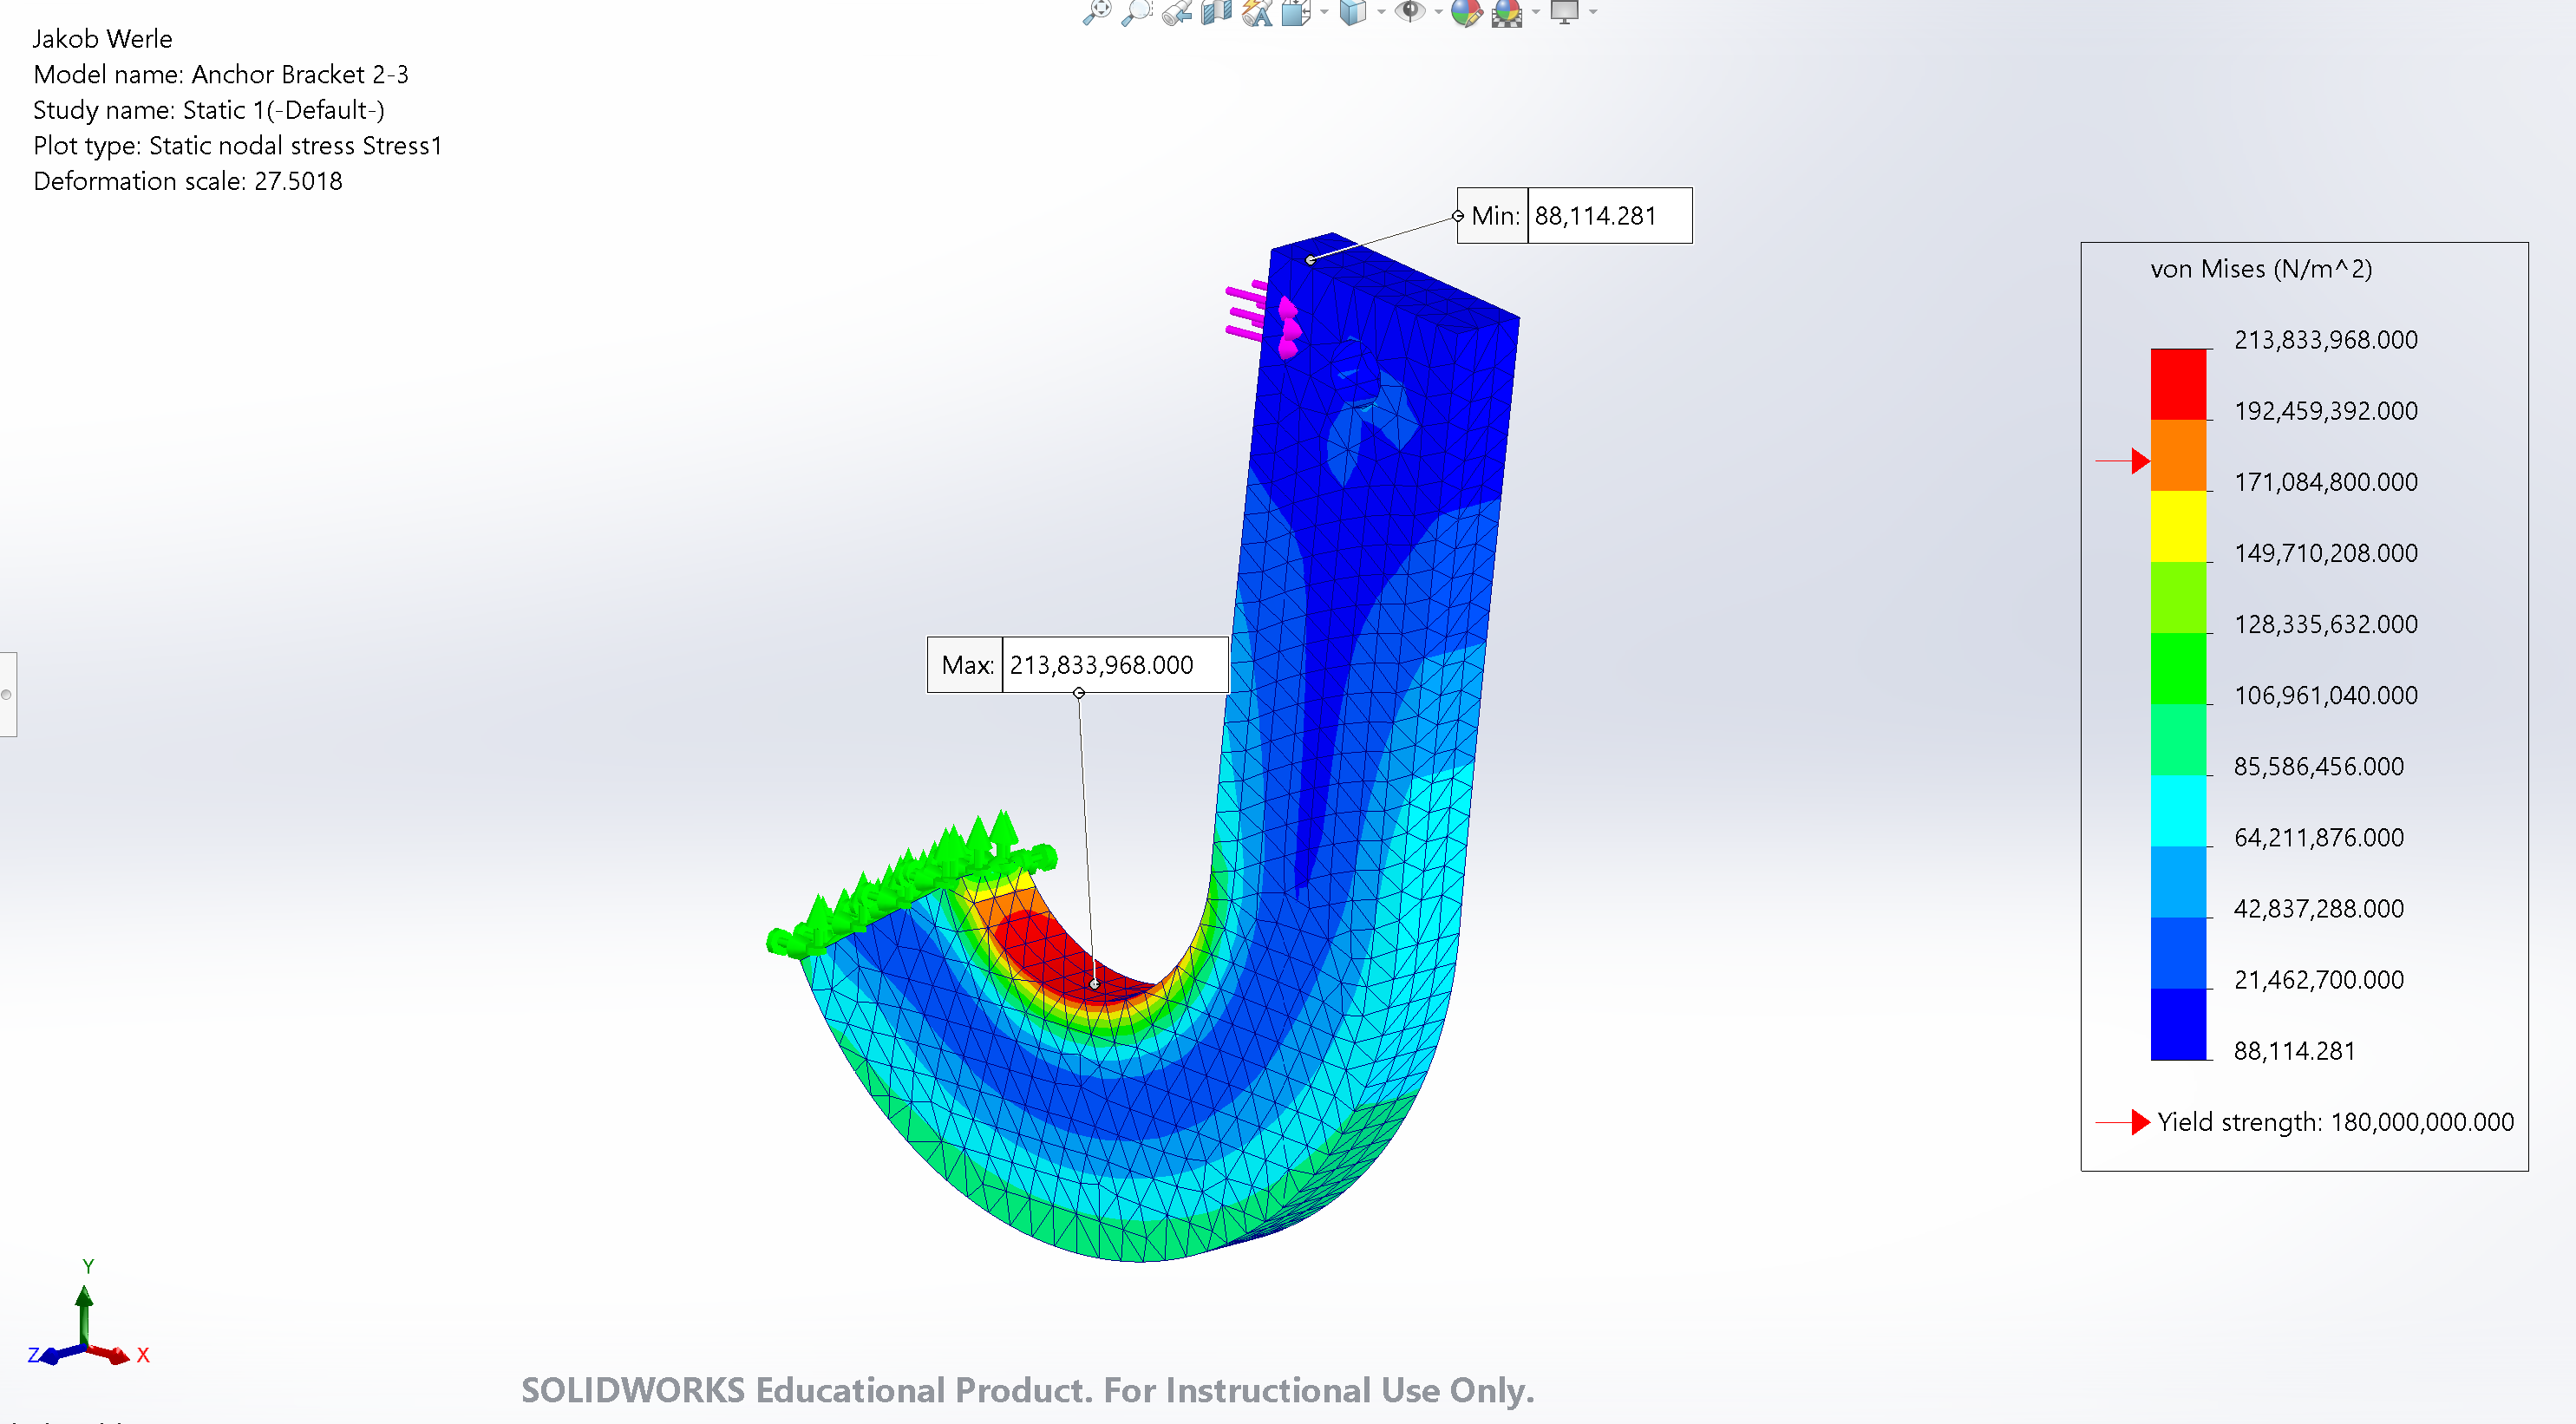 Jakob Werle
Model name: Anchor Bracket 2-3
Study name: Static 1(-Default-)
Plot type: Static nodal stress Stress1
Deformation scale: 27.5018
Min: 88,114.281
Max: 213,833,968.000
von Mises (N/m^2)
213,833,968.000
192,459,392.000
171,084,800.000
149,710,208.000
128,335,632.000
106,961,040.000
85,586,456.000
64,211,876.000
42,837,288.000
21,462,700.000
88,114.281
Yield strength: 180,000,000.000
Y
Z
X
SOLIDWORKS Educational Product. For Instructional Use Only.